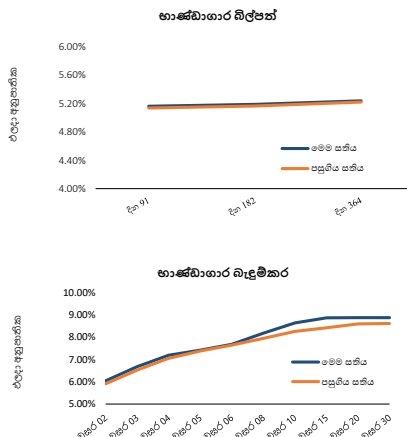 භාණ්ඩාගාර බිල්පත්
ඵලදා අනුපාතික
6.00%
5.60%
5.20%
4.80%
4.40%
4.00%
මෙම සතිය
පසුගිය සතිය
දින 91
දින 182
දින 364
භාණ්ඩාගාර බැඳුම්කර
ඵලදා අනුපාතික
10.00%
9.00%
8.00%
7.00%
6.00%
5.00%
මෙම සතිය
පසුගිය සතිය
වසර 02
වසර 03
වසර 04
වසර 05
වසර 06
වසර 08
වසර 10
වසර 15
වසර 20
වසර 30